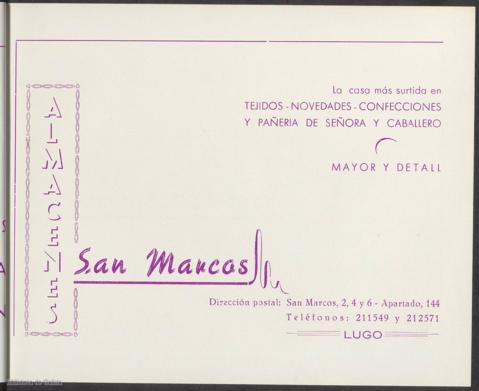 ALMACENES
San Marcos
La casa más surtida en
TEJIDOS - NOVEDADES - CONFECCIONES
Y PAÑERIA DE SEÑORA Y CABALLERO
MAYOR Y DETALL
Dirección postal: San Marcos, 2, 4 y 6 - Apartado, 144
Teléfonos: 211549 y 212571
LUGO